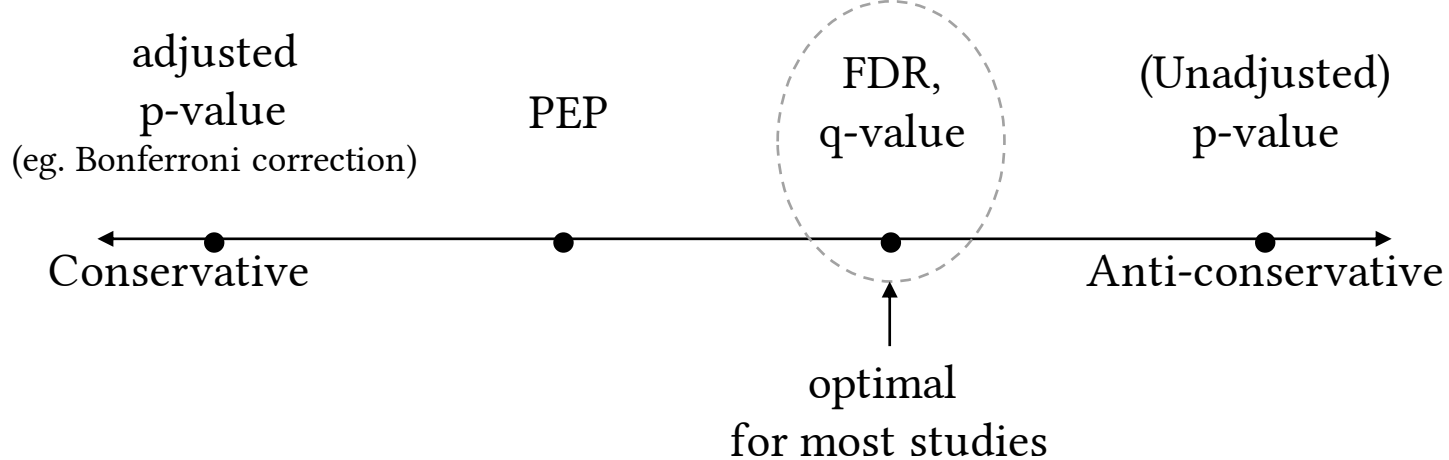 adjusted
p-value
(eg. Bonferroni correction)
PEP
FDR,
q-value
(Unadjusted)
p-value
Conservative
Anti-conservative
optimal
for most studies